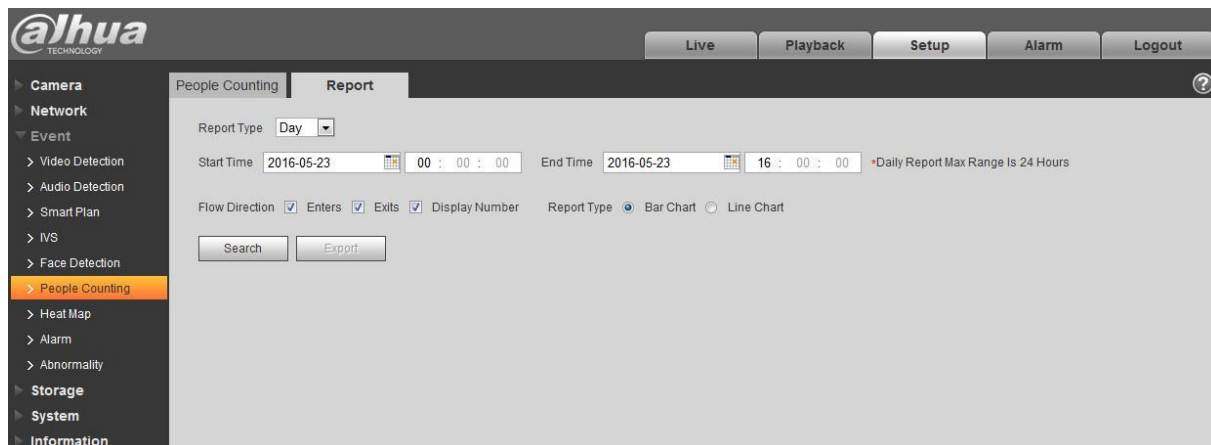 alhua
TECHNOLOGY
Live Playback Setup Alarm Logout
Camera
Network
Event
> Video Detection
> Audio Detection
> Smart Plan
> IVS
> Face Detection
> People Counting
> Heat Map
> Alarm
> Abnormality
Storage
System
Information
People Counting Report ?
Report Type Day
Start Time 2016-05-23 00 : 00 : 00 End Time 2016-05-23 16 : 00 : 00 *Daily Report Max Range Is 24 Hours
Flow Direction Enters Exits Display Number Report Type Bar Chart Line Chart
Search Export